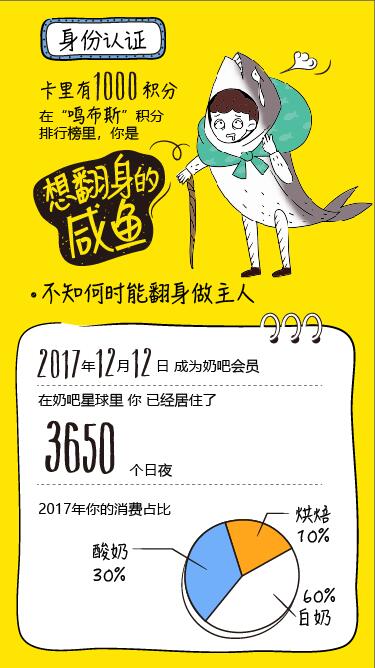 身份认证
卡里有1000积分
在“鸣布斯”积分
排行榜里，你是
想翻身的
咸鱼
·不知何时能翻身做主人
2017年12月12日 成为奶吧会员
在奶吧星球里 你 已经居住了
3650 个日夜
2017年你的消费占比
烘焙
10%
酸奶
30%
60%
白奶